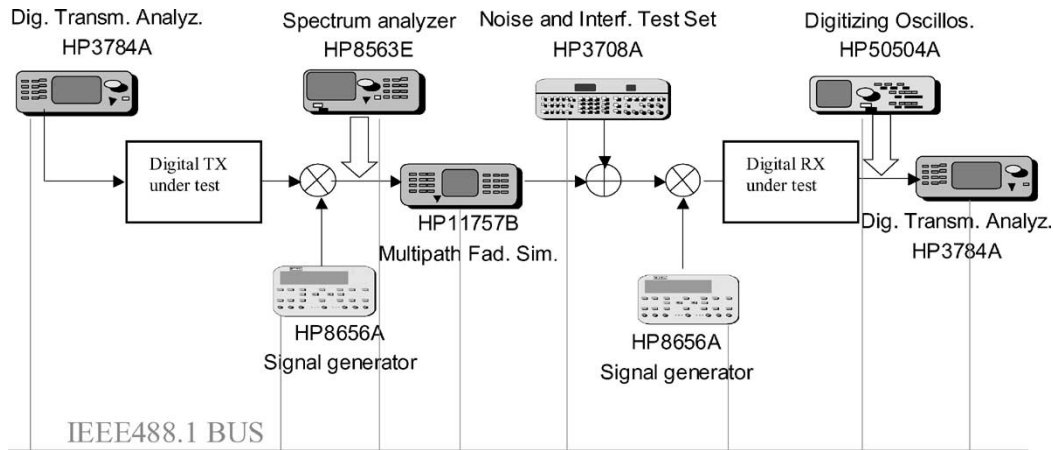 Dig. Transm. Analyz.
HP3784A
Spectrum analyzer
HP8563E
Noise and Interf. Test Set
HP3708A
Digitizing Oscillos.
HP50504A
Digital TX
under test
HP11757B
Multipath Fad. Sim.
Digital RX
under test
Dig. Transm. Analyz.
HP3784A
HP8656A
Signal generator
HP8656A
Signal generator
IEEE488.1 BUS